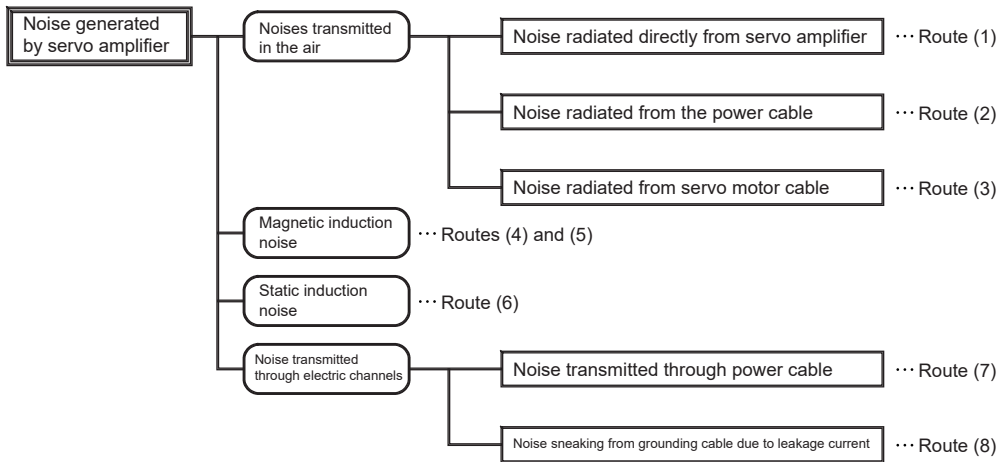 Noise generated
by servo amplifier
Noises transmitted
in the air
Noise radiated directly from servo amplifier
··· Route (1)
Noise radiated from the power cable
··· Route (2)
Noise radiated from servo motor cable
··· Route (3)
Magnetic induction
noise
··· Routes (4) and (5)
Static induction
noise
··· Route (6)
Noise transmitted
through electric channels
Noise transmitted through power cable
··· Route (7)
Noise sneaking from grounding cable due to leakage current
··· Route (8)